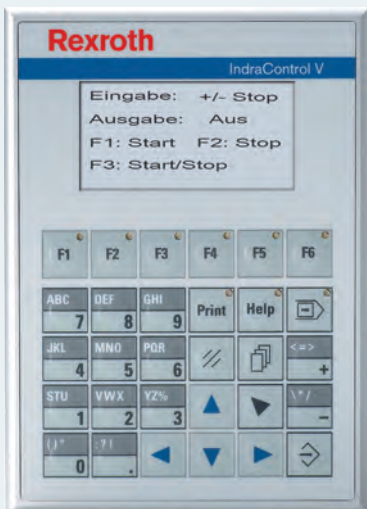 Rexroth
IndraControl V
Eingabe: +/- Stop
Ausgabe: Aus
F1: Start F2: Stop
F3: Start/Stop
F1 F2 F3 F4 F5 F6
ABC DEF GHI
7 8 9 Print Help
JKL MNO PQR <=>
4 5 6 +
STU VWX YZ% \*/
1 2 3 -
()° :?!
0 .